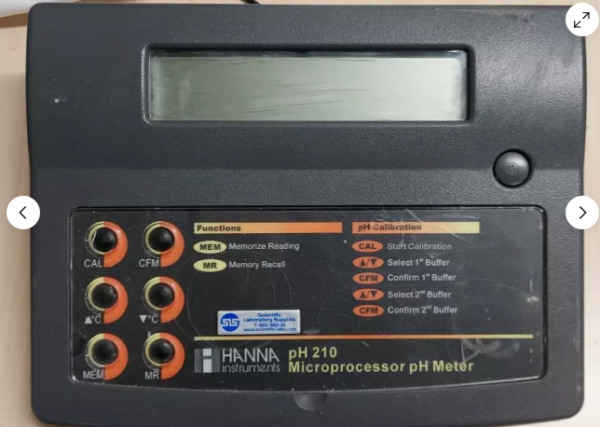 CAL
CFM
▲°C
▼°C
MEM
MR
Functions
MEM Memorize Reading
MR Memory Recall
pH Calibration
CAL Start Calibration
▲/▼ Select 1st Buffer
CFM Confirm 1st Buffer
▲/▼ Select 2nd Buffer
CFM Confirm 2nd Buffer
SLS
Scientific
Laboratory Supplies
HANNA
instruments
pH 210
Microprocessor pH Meter